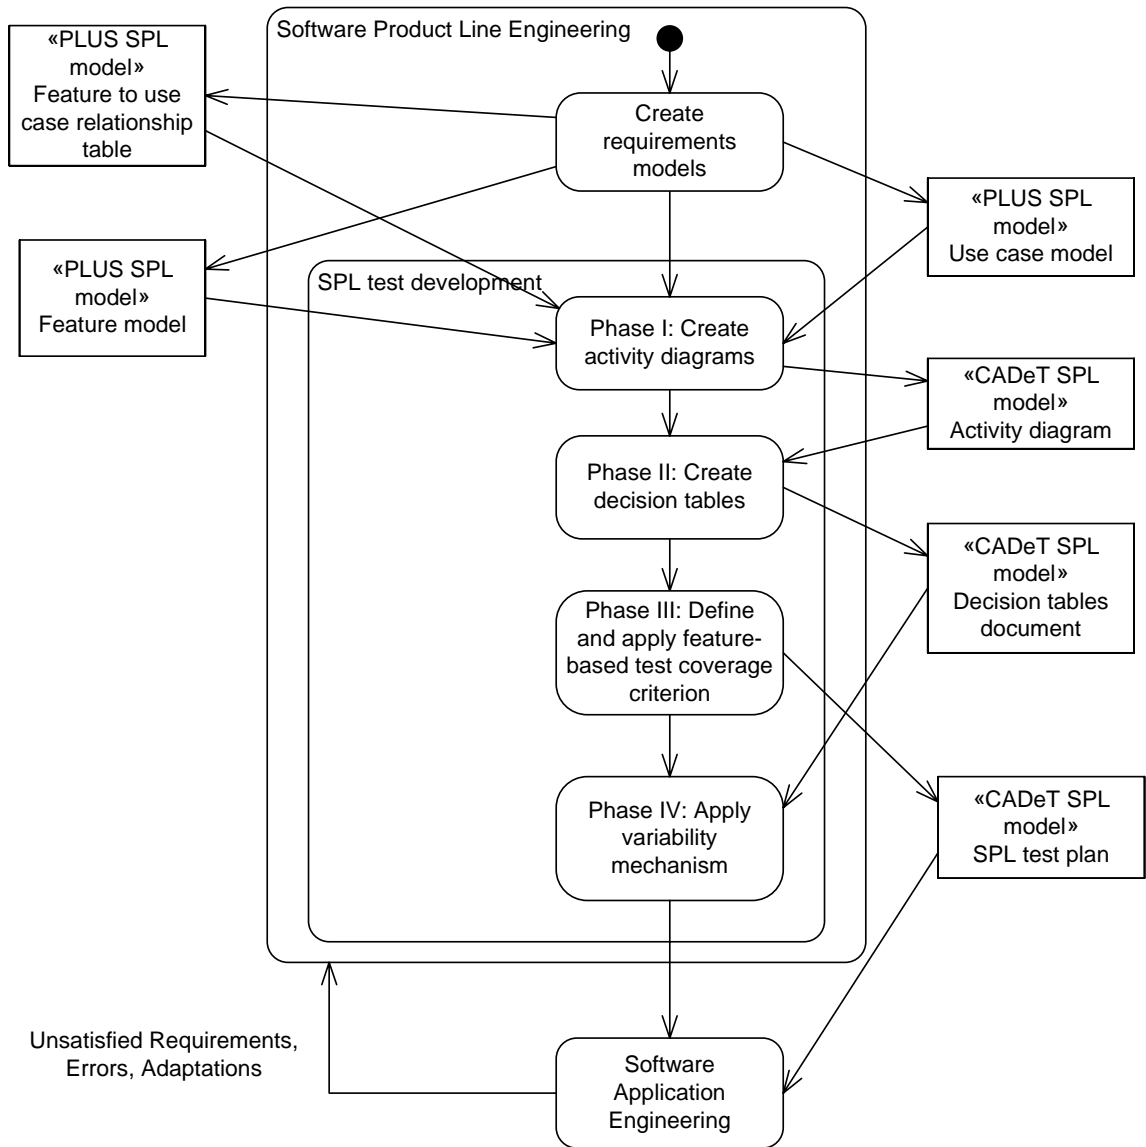 Software Product Line Engineering
«PLUS SPL
model»
Feature to use
case relationship
table
Create
requirements
models
«PLUS SPL
model»
Use case model
«PLUS SPL
model»
Feature model
SPL test development
Phase I: Create
activity diagrams
«CADeT SPL
model»
Activity diagram
Phase II: Create
decision tables
«CADeT SPL
model»
Decision tables
document
Phase III: Define
and apply feature-
based test coverage
criterion
Phase IV: Apply
variability
mechanism
«CADeT SPL
model»
SPL test plan
Unsatisfied Requirements,
Errors, Adaptations
Software
Application
Engineering